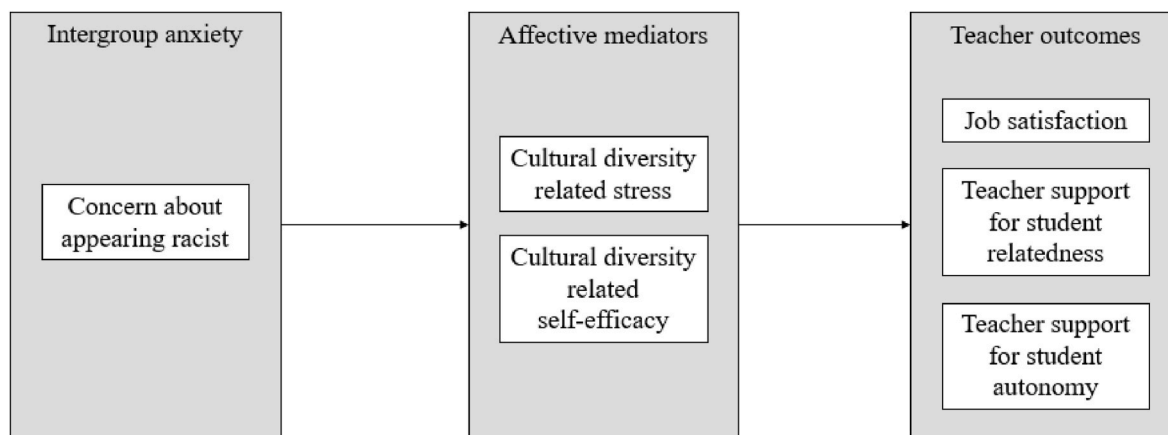 Intergroup anxiety
Concern about
appearing racist
Affective mediators
Cultural diversity
related stress
Cultural diversity
related
self-efficacy
Teacher outcomes
Job satisfaction
Teacher support
for student
relatedness
Teacher support
for student
autonomy